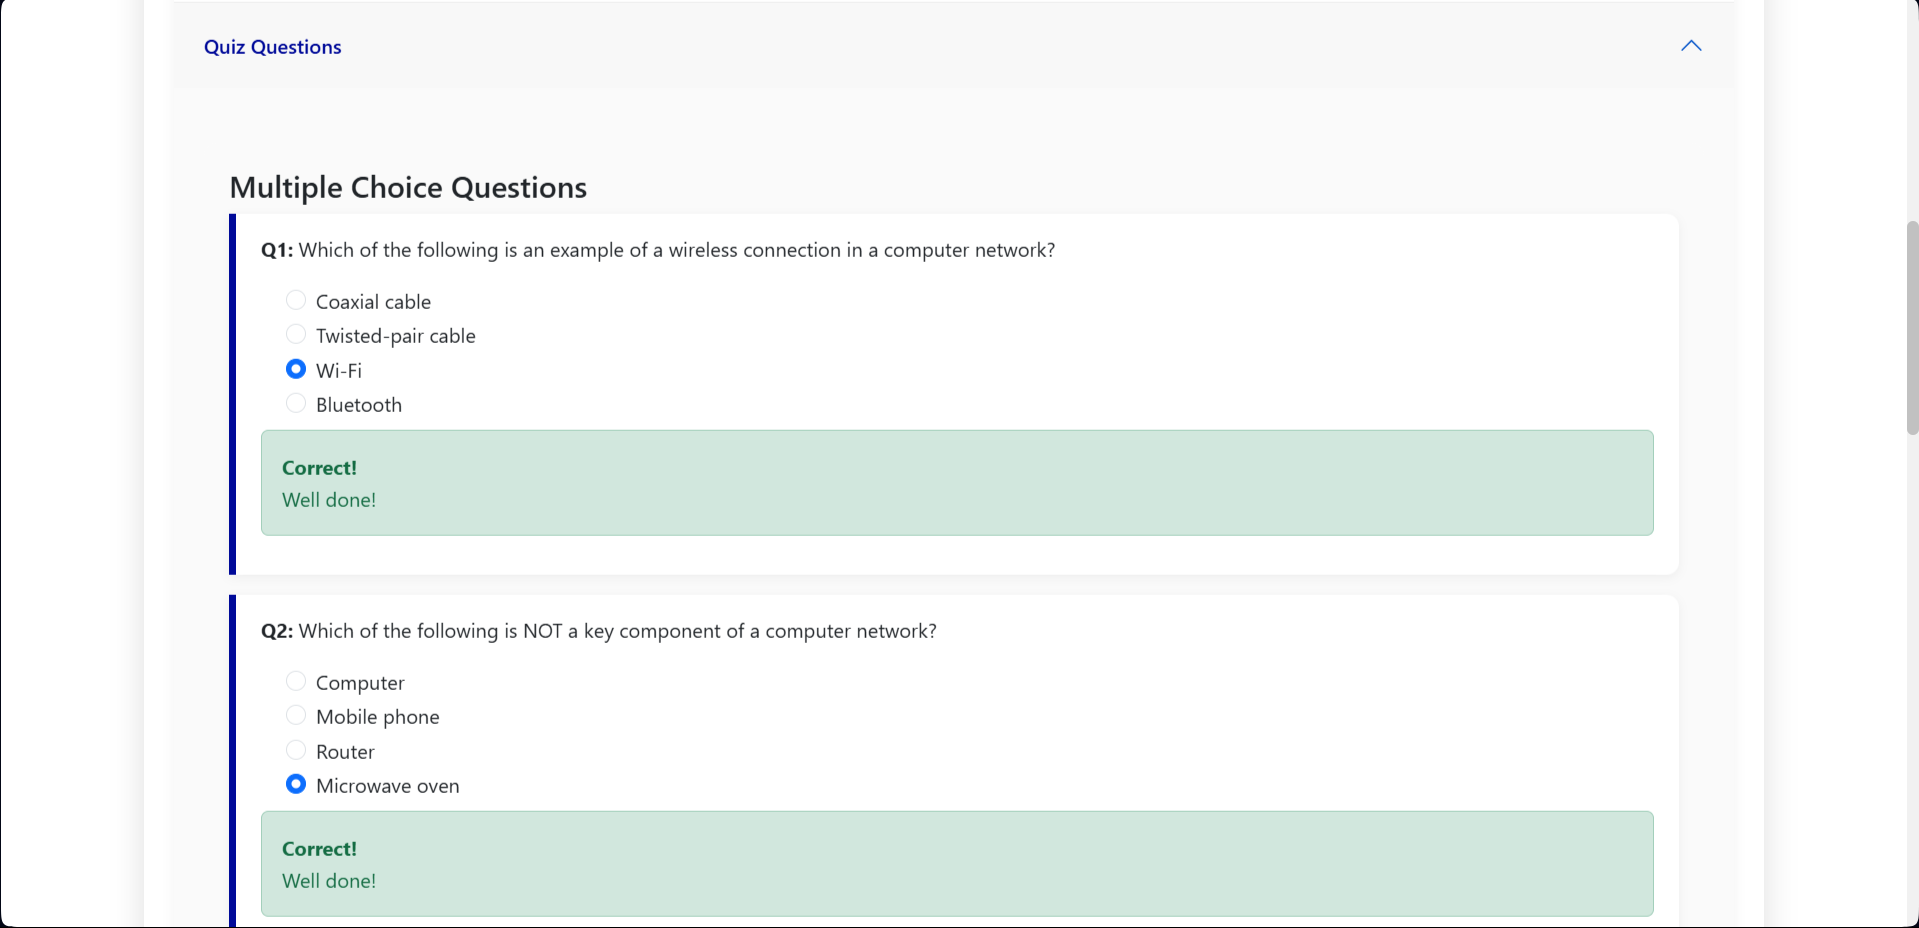 Quiz Questions
Multiple Choice Questions
Q1: Which of the following is an example of a wireless connection in a computer network?
Coaxial cable
Twisted-pair cable
Wi-Fi
Bluetooth
Correct!
Well done!
Q2: Which of the following is NOT a key component of a computer network?
Computer
Mobile phone
Router
Microwave oven
Correct!
Well done!